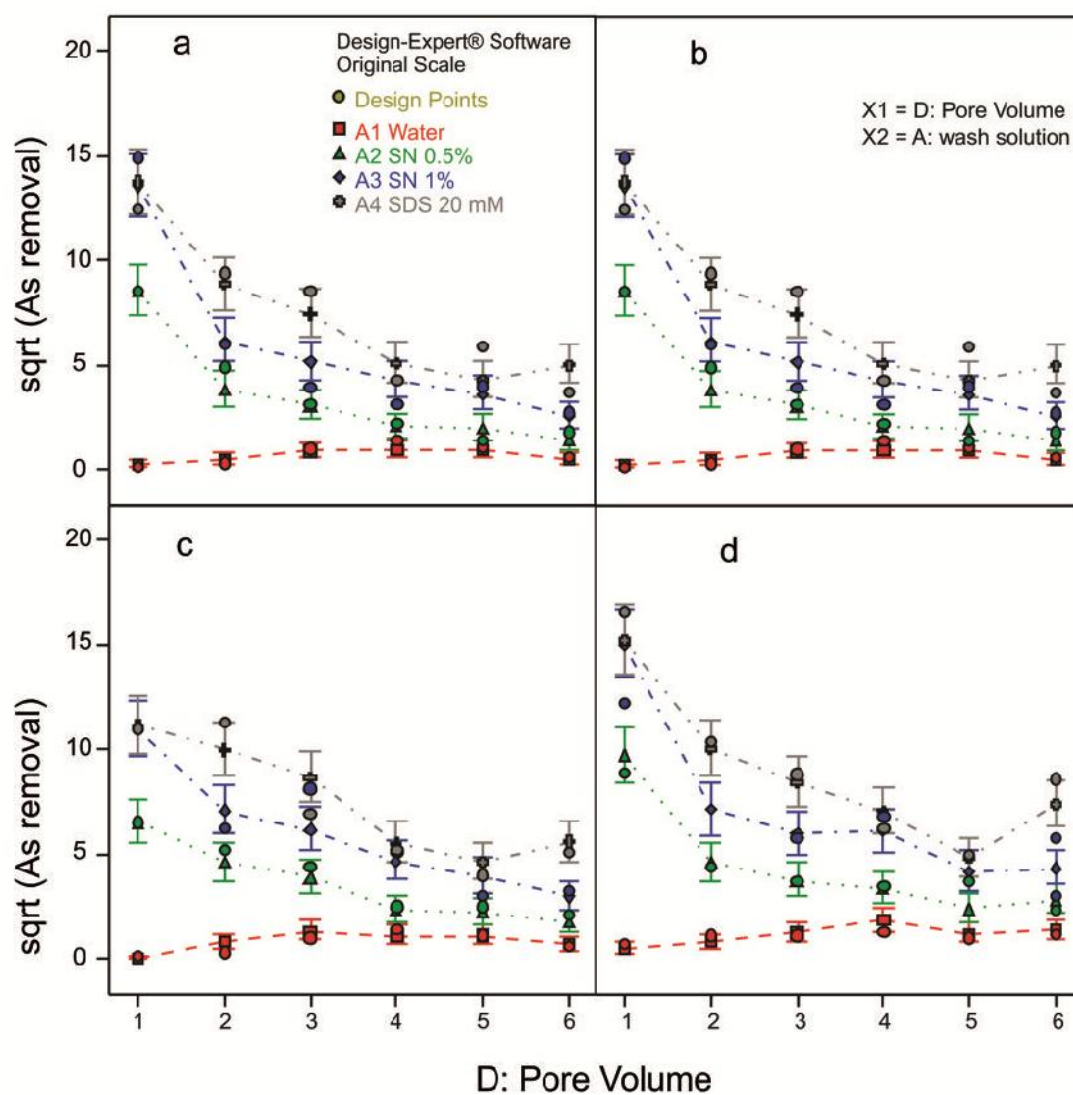 a
Design-Expert® Software
Original Scale
Design Points
A1 Water
A2 SN 0.5%
A3 SN 1%
A4 SDS 20 mM
b
X1 = D: Pore Volume
X2 = A: wash solution
sqrt (As removal)
20
15
10
5
0
c
d
sqrt (As removal)
20
15
10
5
0
1 2 3 4 5 6
1 2 3 4 5 6
D: Pore Volume